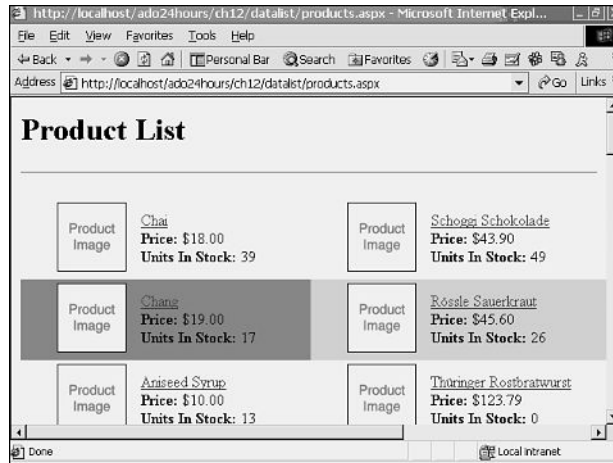 http://localhost/ado24hours/ch12/datalist/products.aspx - Microsoft Internet Expl...
File Edit View Favorites Tools Help
Back Personal Bar Search Favorites
Address http://localhost/ado24hours/ch12/datalist/products.aspx Go Links
Product List
Product Image
Chai
Price: $18.00
Units In Stock: 39
Product Image
Schoggi Schokolade
Price: $43.90
Units In Stock: 49
Product Image
Chang
Price: $19.00
Units In Stock: 17
Product Image
Rössle Sauerkraut
Price: $45.60
Units In Stock: 26
Product Image
Aniseed Syrup
Price: $10.00
Units In Stock: 13
Product Image
Thüringer Rostbratwurst
Price: $123.79
Units In Stock: 0
Done Local intranet